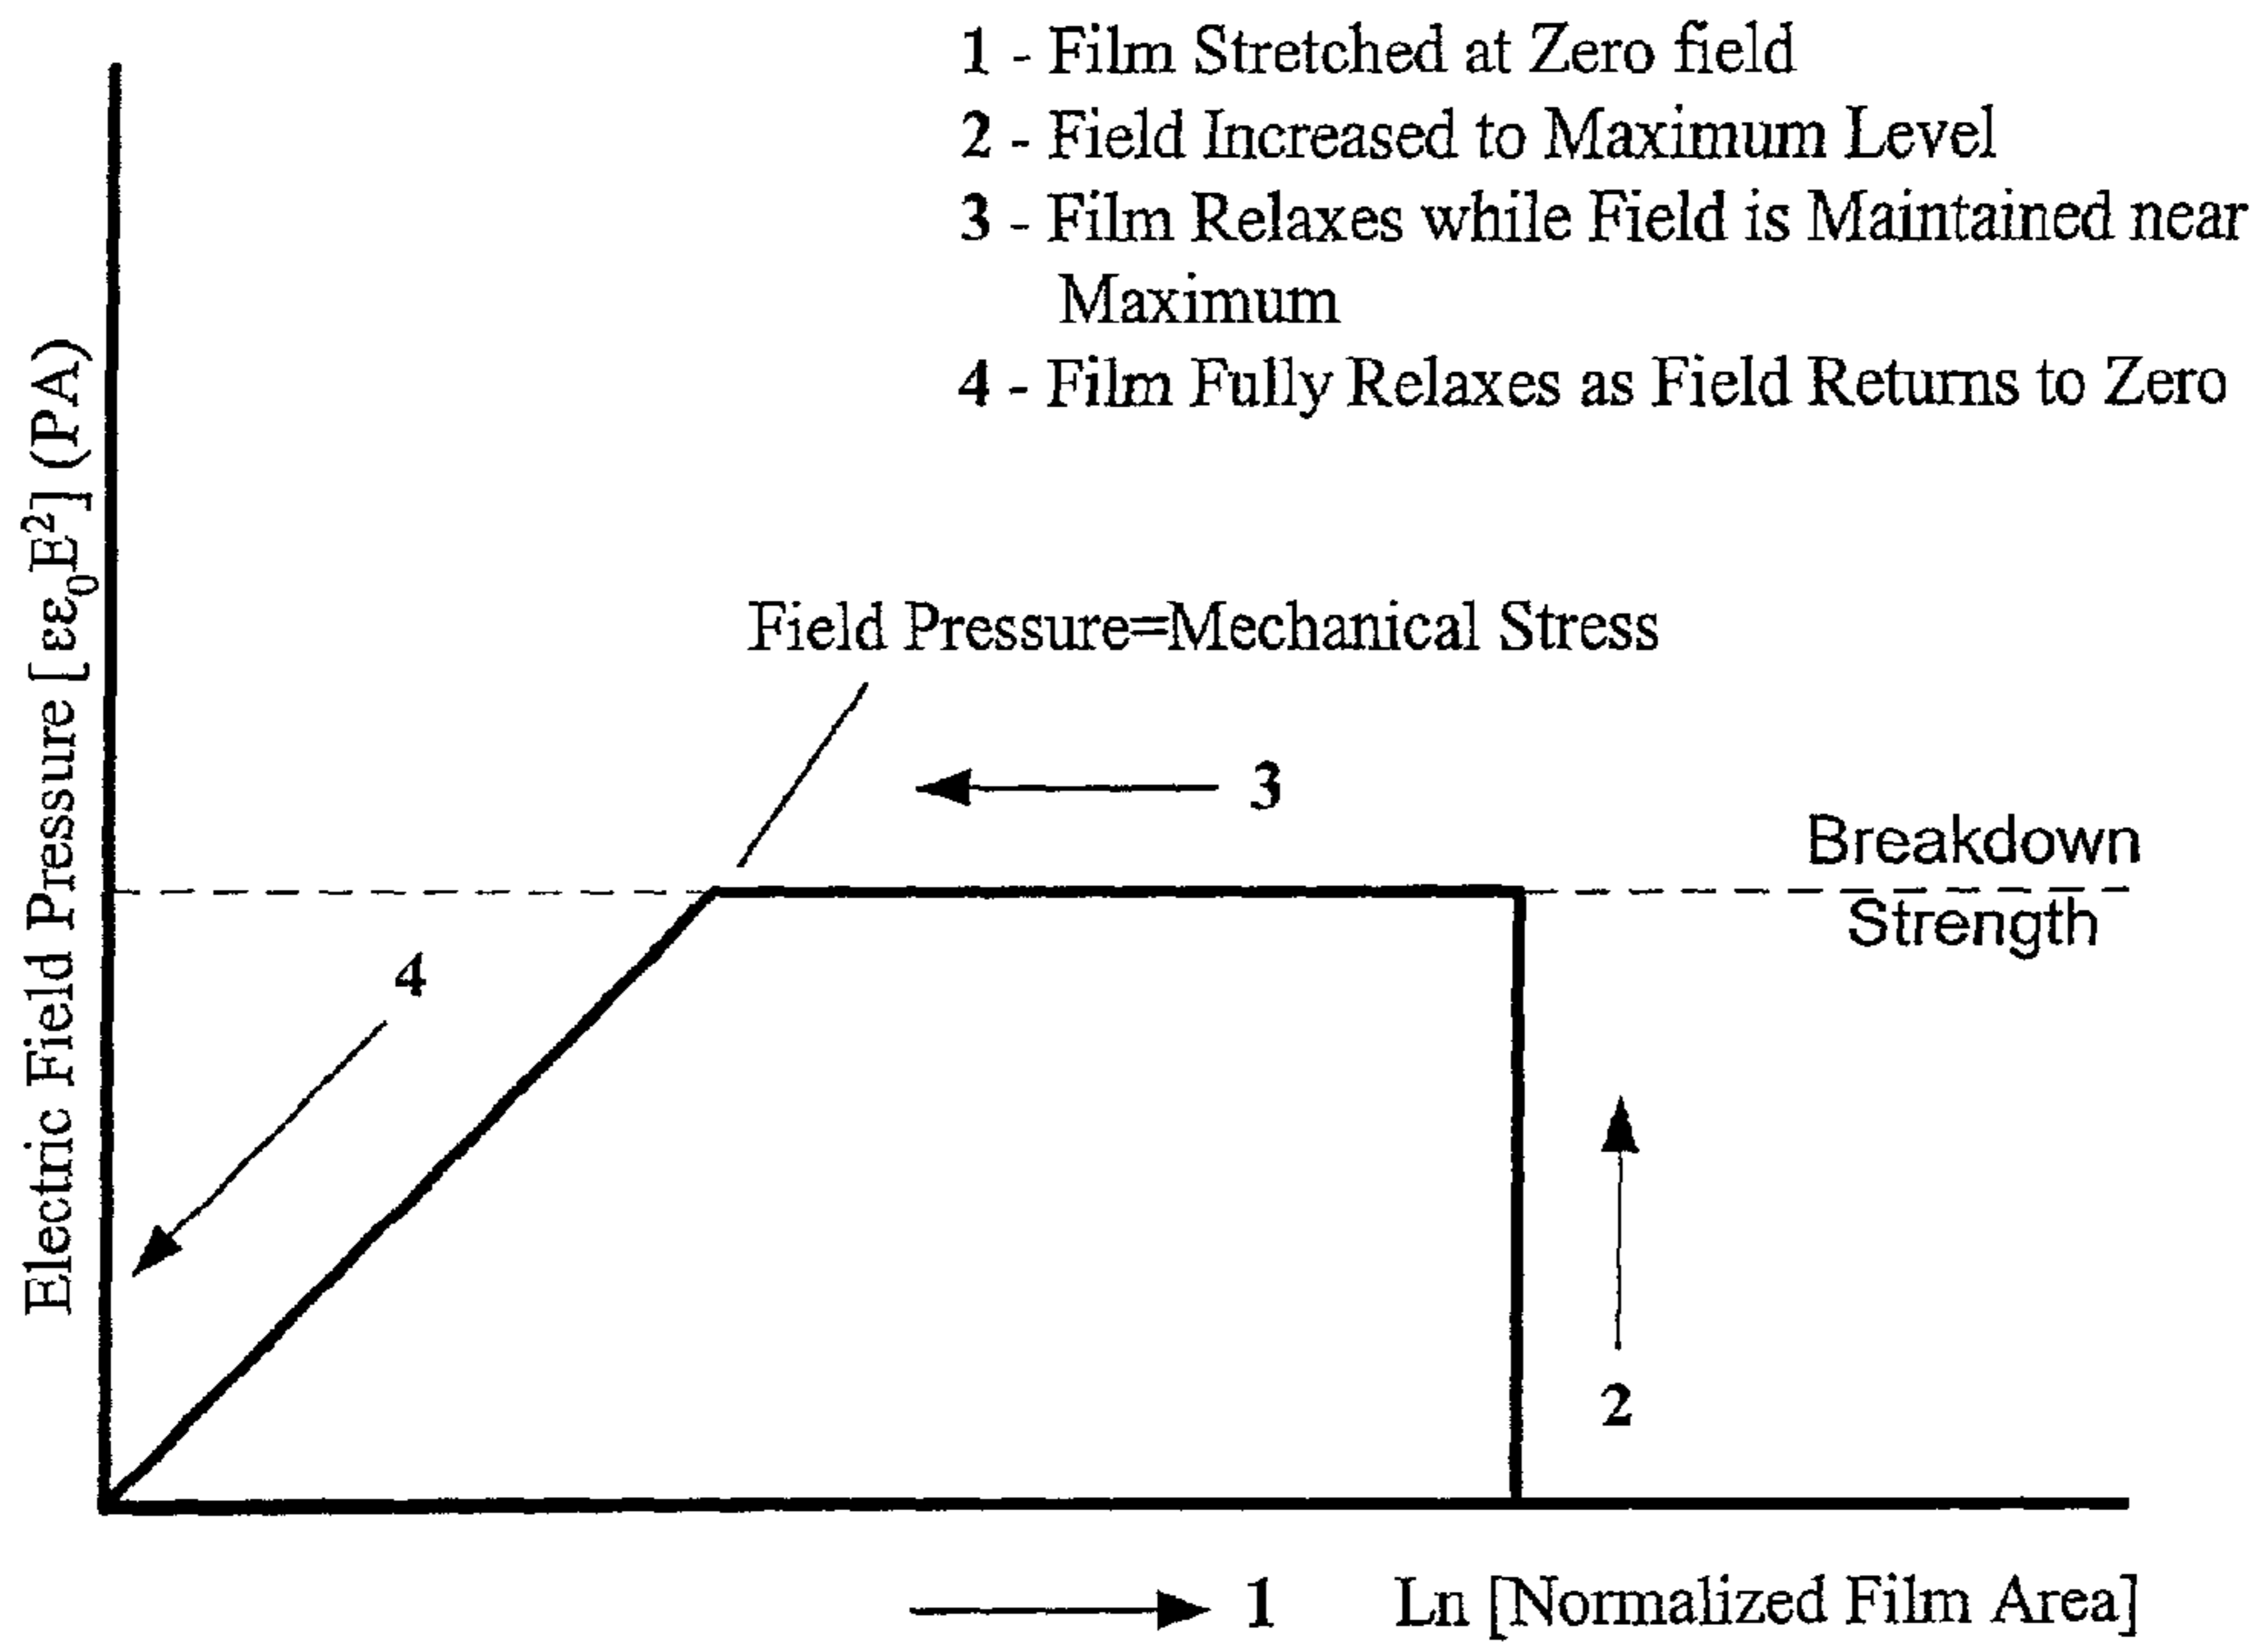 1 - Film Stretched at Zero field
2 - Field Increased to Maximum Level
3 - Film Relaxes while Field is Maintained near
Maximum
4 - Film Fully Relaxes as Field Returns to Zero
Electric Field Pressure [εε₀E²] (PA)
Field Pressure=Mechanical Stress
3
Breakdown
Strength
4
2
1
Ln [Normalized Film Area]